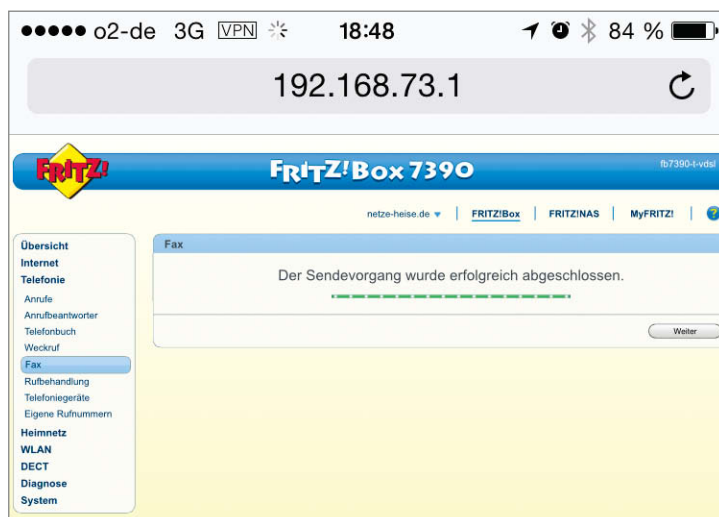 o2-de 3G VPN 18:48 84 %
192.168.73.1
FRITZ! FRITZ!Box 7390 fb7390-t-vdsl
netze-heise.de FRITZ!Box FRITZ!NAS MyFRITZ! ?
Übersicht
Internet
Telefonie
Anrufe
Anrufbeantworter
Telefonbuch
Weckruf
Fax
Rufbehandlung
Telefoniegeräte
Eigene Rufnummern
Heimnetz
WLAN
DECT
Diagnose
System
Fax
Der Sendevorgang wurde erfolgreich abgeschlossen.
Weiter